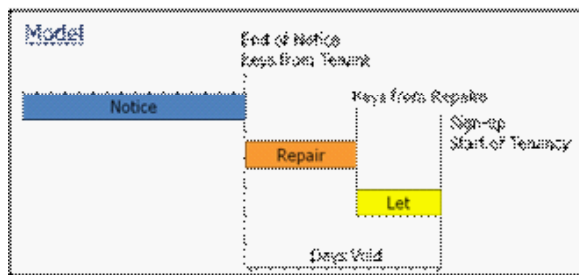 Model
End of Notice
Keys from Tenant
Notice
Keys from Repairs
Sign-up
Start of Tenancy
Repair
Let
Days Void